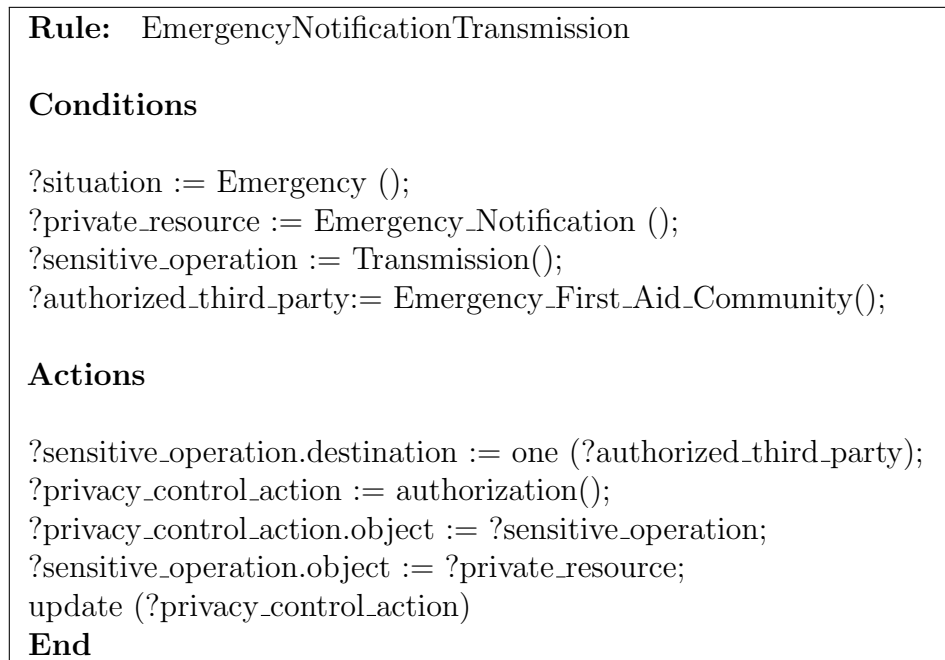 Rule: EmergencyNotificationTransmission
Conditions
?situation := Emergency ();
?private_resource := Emergency_Notification ();
?sensitive_operation := Transmission();
?authorized_third_party:= Emergency_First_Aid_Community();
Actions
?sensitive_operation.destination := one (?authorized_third_party);
?privacy_control_action := authorization();
?privacy_control_action.object := ?sensitive_operation;
?sensitive_operation.object := ?private_resource;
update (?privacy_control_action)
End